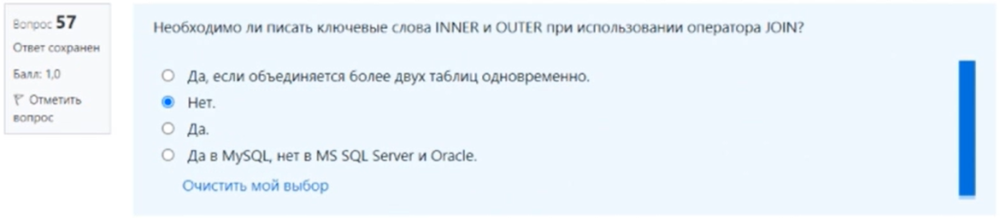 Вопрос 57
Ответ сохранен
Балл: 1,0
Отметить
вопрос
Необходимо ли писать ключевые слова INNER и OUTER при использовании оператора JOIN?
Да, если объединяется более двух таблиц одновременно.
Нет.
Да.
Да в MySQL, нет в MS SQL Server и Oracle.
Очистить мой выбор